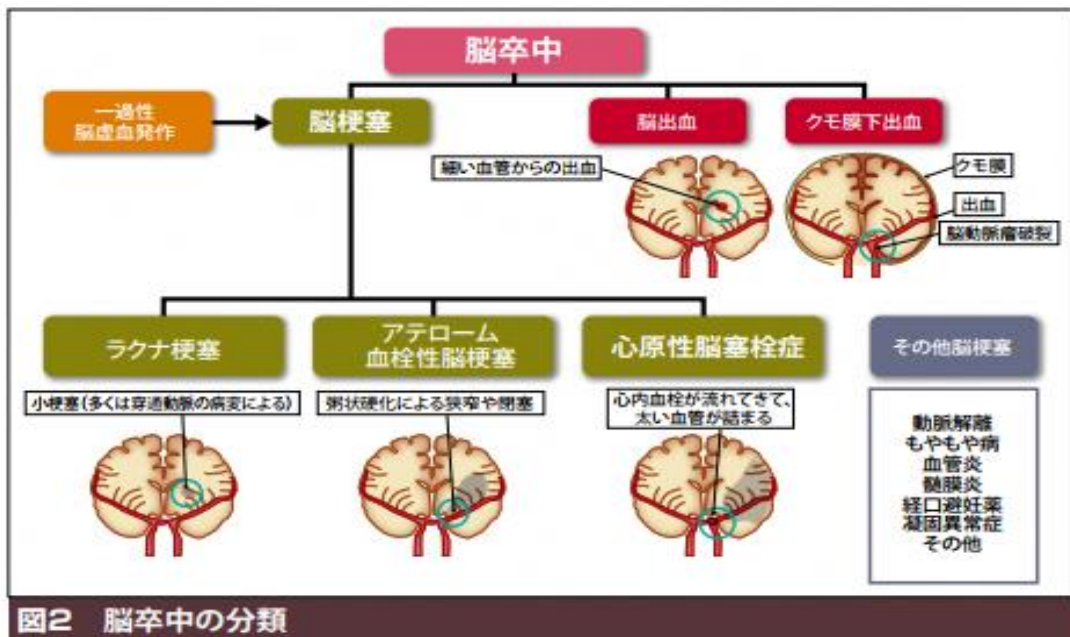 脳卒中
一過性
脳虚血発作
脳梗塞
脳出血
クモ膜下出血
細い血管からの出血
クモ膜
出血
脳動脈瘤破裂
ラクナ梗塞
アテローム
血栓性脳梗塞
心原性脳塞栓症
その他脳梗塞
小梗塞(多くは穿通動脈の病変による)
粥状硬化による狭窄や閉塞
心内血栓が流れてきて、
太い血管が詰まる
動脈解離
もやもや病
血管炎
髄膜炎
経口避妊薬
凝固異常症
その他
図2 脳卒中の分類